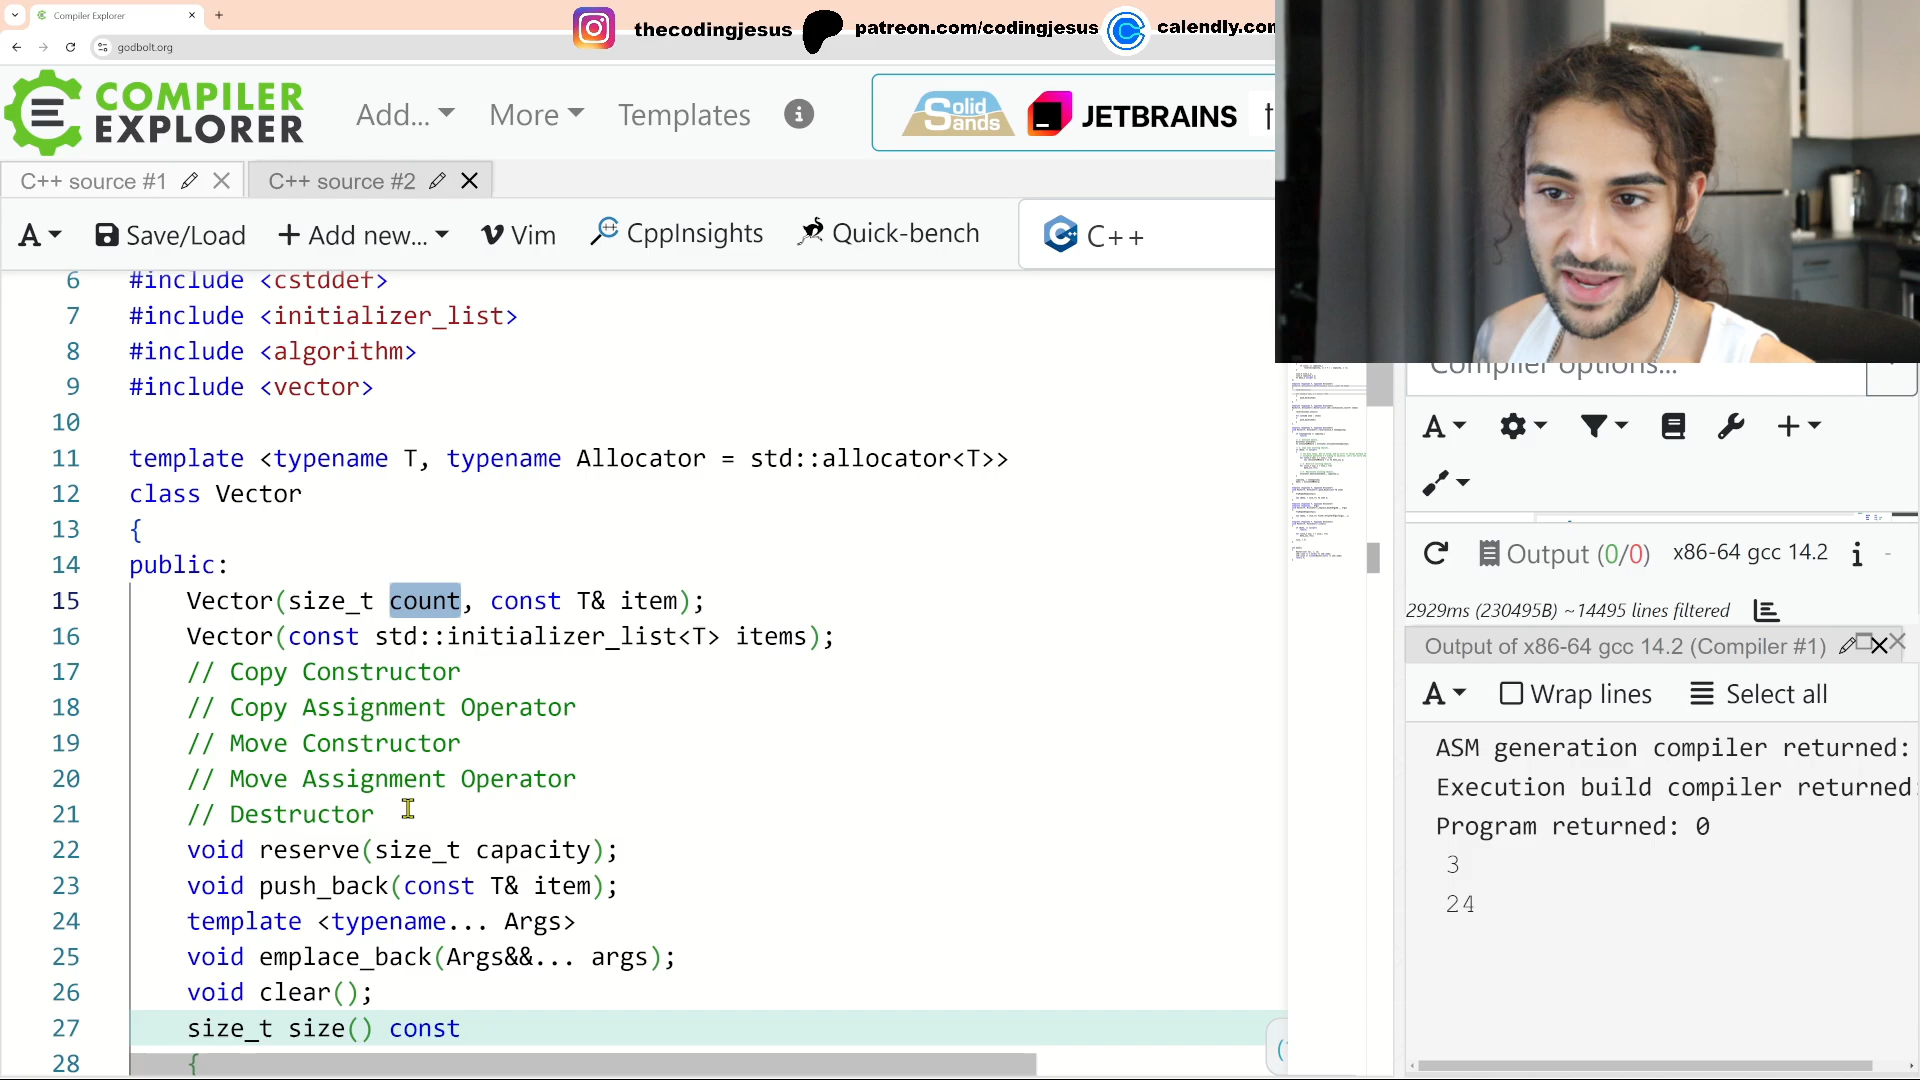 Compiler Explorer
godbolt.org
thecodingjesus
patreon.com/codingjesus
calendly.com
COMPILER
EXPLORER
Add...
More
Templates
Solid
Sands
JETBRAINS
C++ source #1
C++ source #2
A
Save/Load
+ Add new...
Vim
CppInsights
Quick-bench
C++
6 #include <cstddef>
7 #include <initializer_list>
8 #include <algorithm>
9 #include <vector>
10
11 template <typename T, typename Allocator = std::allocator<T>>
12 class Vector
13 {
14 public:
15 Vector(size_t count, const T& item);
16 Vector(const std::initializer_list<T> items);
17 // Copy Constructor
18 // Copy Assignment Operator
19 // Move Constructor
20 // Move Assignment Operator
21 // Destructor
22 void reserve(size_t capacity);
23 void push_back(const T& item);
24 template <typename... Args>
25 void emplace_back(Args&&... args);
26 void clear();
27 size_t size() const
28 {
Compiler options...
A
Output (0/0) x86-64 gcc 14.2
2929ms (230495B) ~14495 lines filtered
Output of x86-64 gcc 14.2 (Compiler #1)
A
Wrap lines
Select all
ASM generation compiler returned:
Execution build compiler returned:
Program returned: 0
3
24